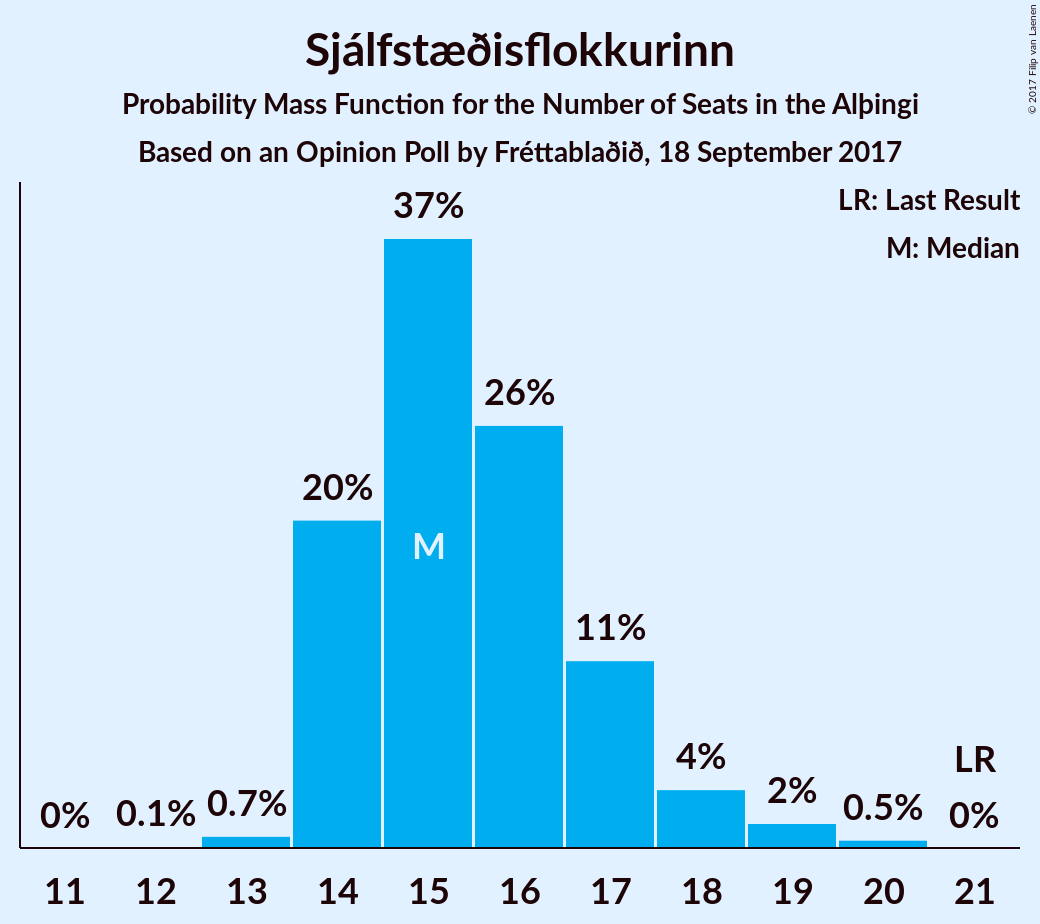 Sjálfstæðisflokkurinn
Probability Mass Function for the Number of Seats in the Alþingi
Based on an Opinion Poll by Fréttablaðið, 18 September 2017
© 2017 Filip van Laenen
LR: Last Result
M: Median
37%
26%
20%
M
11%
4%
LR
2%
0.7%
0.5%
0%
0.1%
0%
11 12 13 14 15 16 17 18 19 20 21